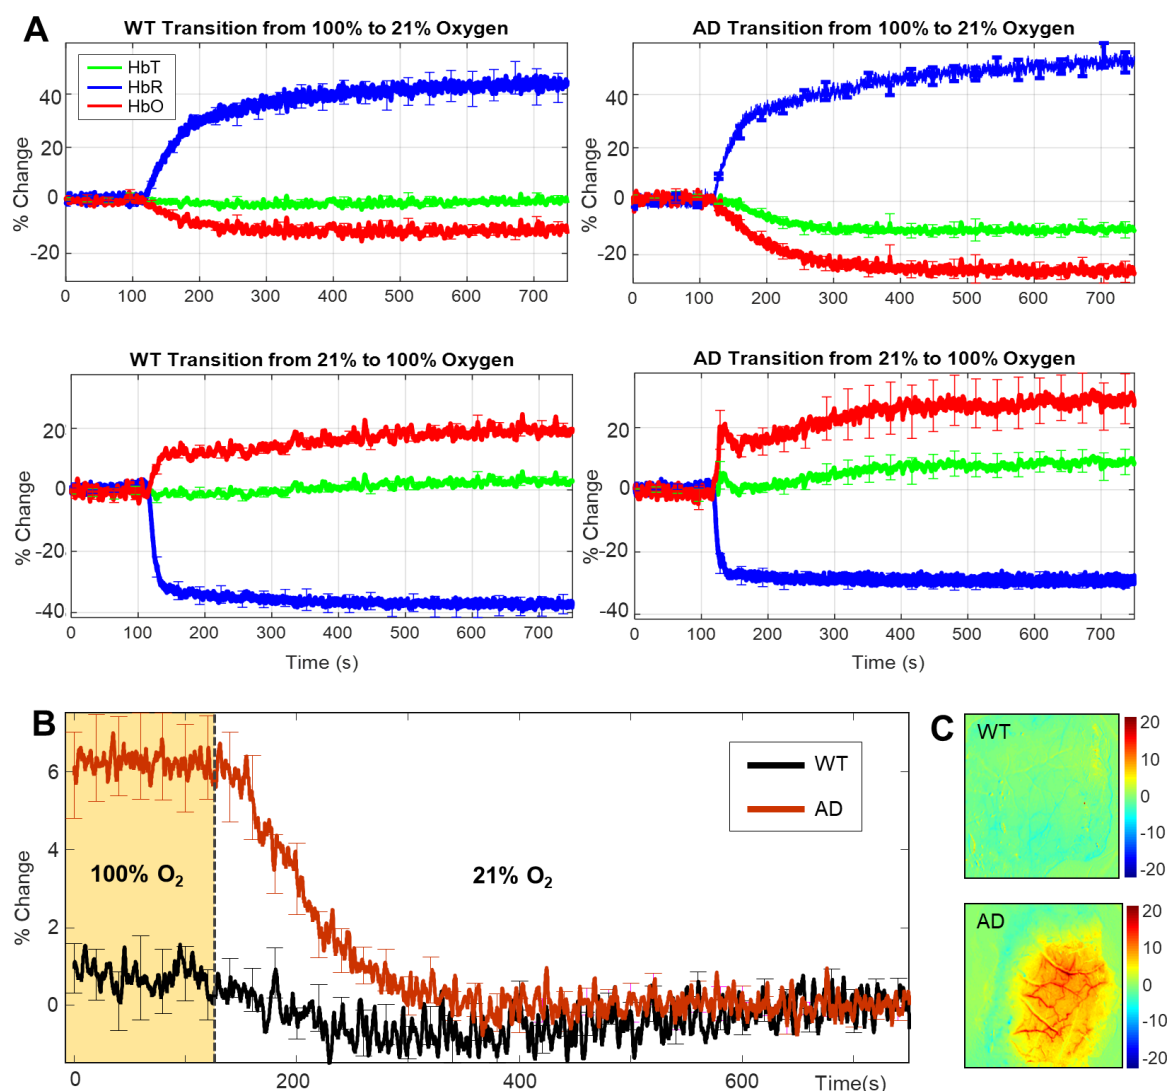 A
WT Transition from 100% to 21% Oxygen
HbT
HbR
HbO
% Change
40
20
0
-20
0 100 200 300 400 500 600 700
AD Transition from 100% to 21% Oxygen
% Change
40
20
0
-20
0 100 200 300 400 500 600 700
WT Transition from 21% to 100% Oxygen
% Change
20
0
-20
-40
0 100 200 300 400 500 600 700
Time (s)
AD Transition from 21% to 100% Oxygen
% Change
20
0
-20
-40
0 100 200 300 400 500 600 700
Time (s)
B
% Change
6
4
2
0
100% O2
21% O2
WT
AD
0 200 400 600 Time(s)
C
WT
20
10
0
-10
-20
AD
20
10
0
-10
-20